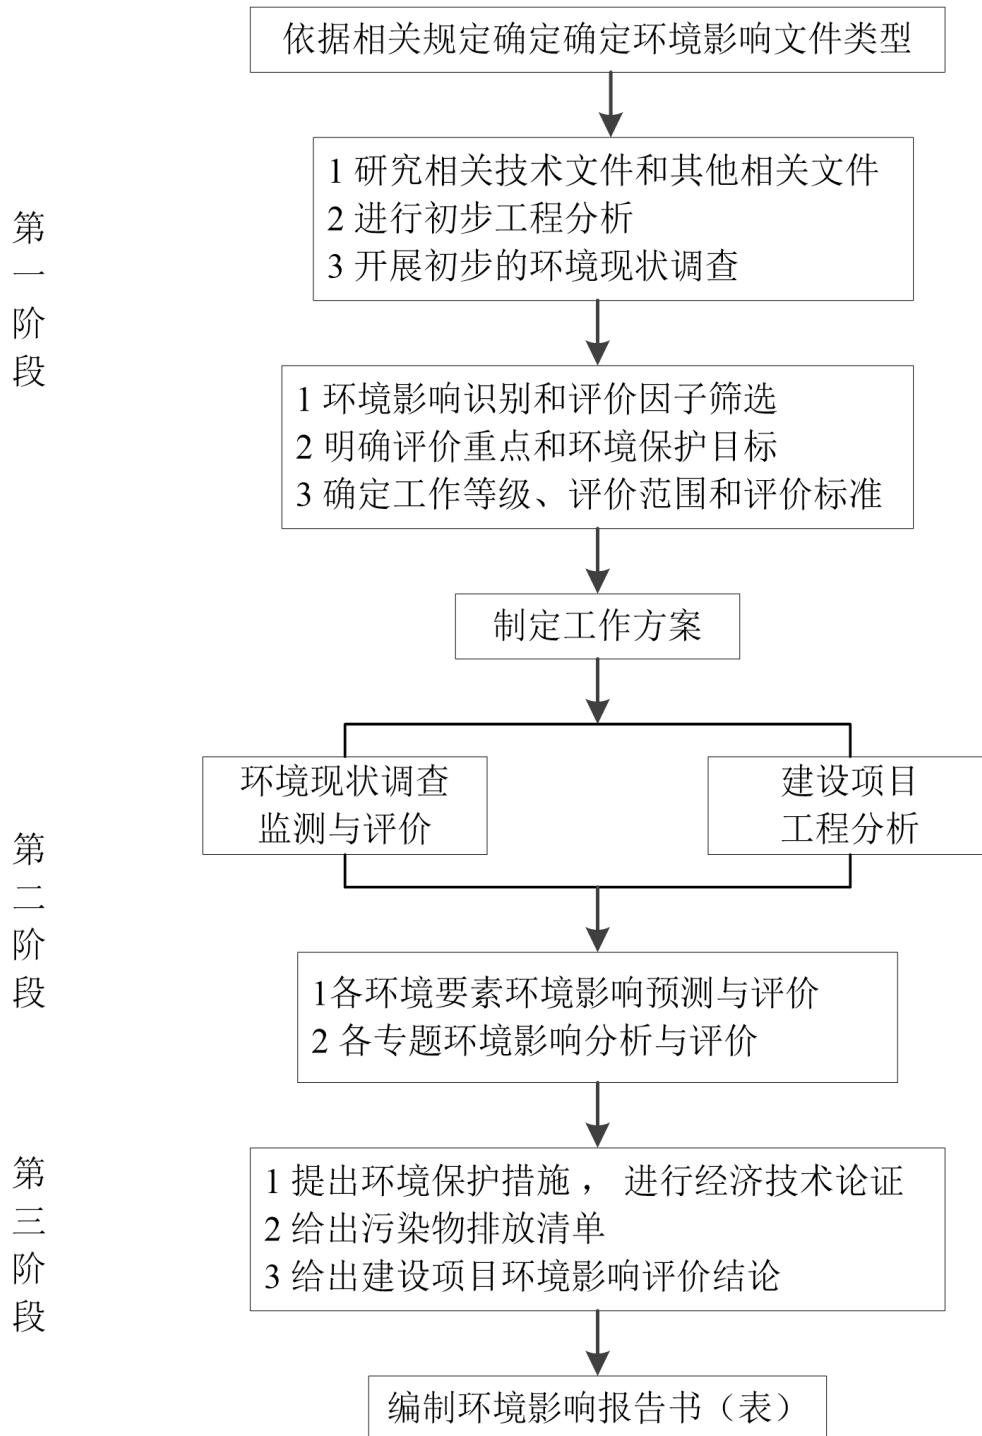 依据相关规定确定确定环境影响文件类型
1 研究相关技术文件和其他相关文件
2 进行初步工程分析
3 开展初步的环境现状调查
第一阶段
1 环境影响识别和评价因子筛选
2 明确评价重点和环境保护目标
3 确定工作等级、评价范围和评价标准
制定工作方案
环境现状调查
监测与评价
建设项目
工程分析
第二阶段
1各环境要素环境影响预测与评价
2 各专题环境影响分析与评价
第三阶段
1 提出环境保护措施， 进行经济技术论证
2 给出污染物排放清单
3 给出建设项目环境影响评价结论
编制环境影响报告书（表）